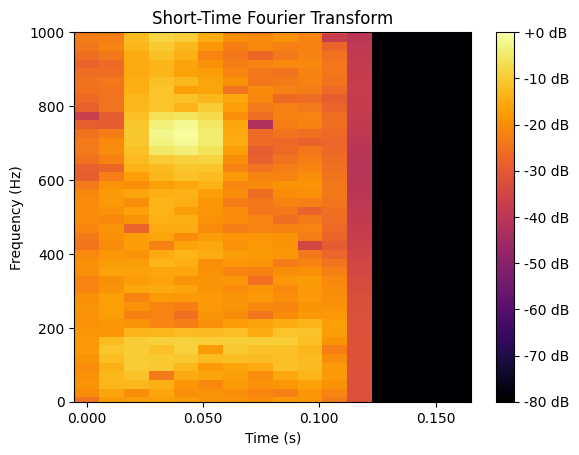 Short-Time Fourier Transform
1000
800
600
400
200
0
Frequency (Hz)
0.000
0.050
0.100
0.150
Time (s)
+0 dB
-10 dB
-20 dB
-30 dB
-40 dB
-50 dB
-60 dB
-70 dB
-80 dB